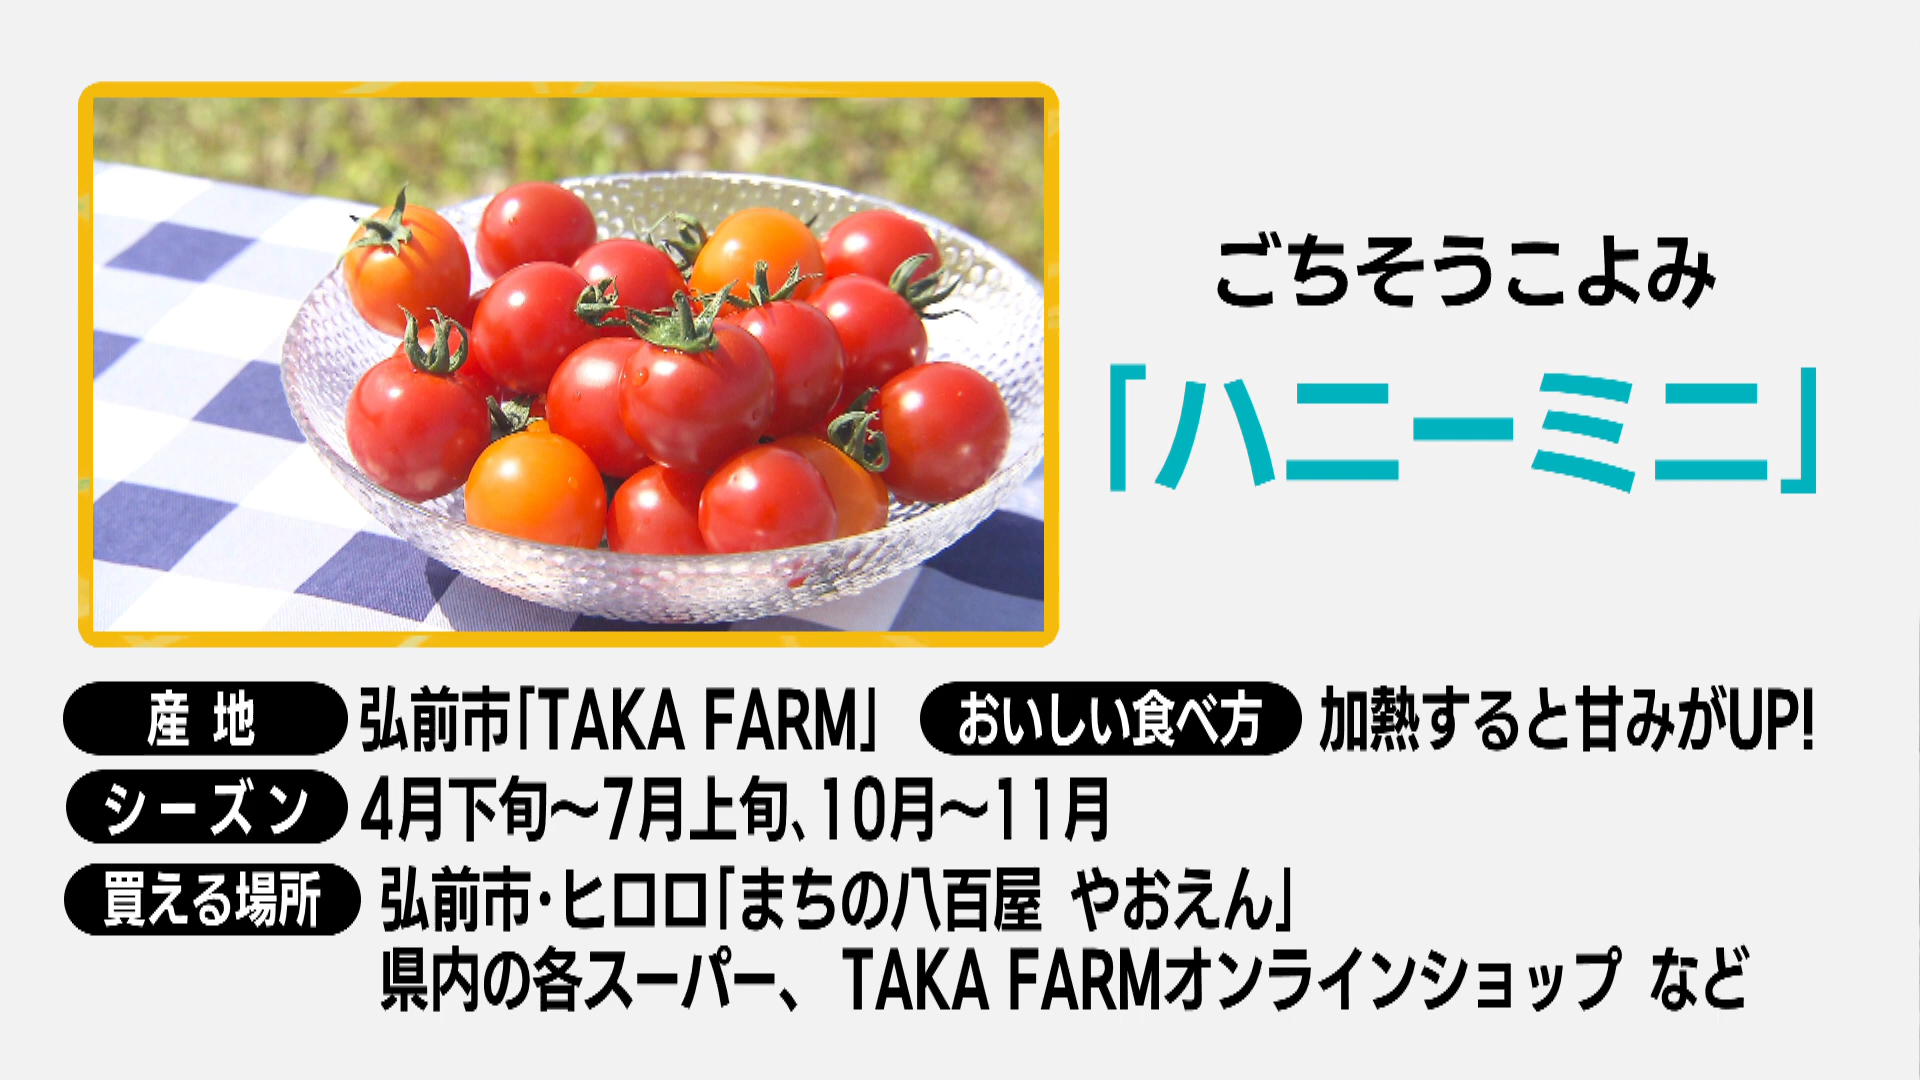 ごちそうこよみ
「ハニーミニ」
産地 弘前市「TAKA FARM」 おいしい食べ方 加熱すると甘みがUP!
シーズン 4月下旬～7月上旬、10月～11月
買える場所 弘前市・ヒロロ「まちの八百屋 やおえん」
県内の各スーパー、TAKA FARMオンラインショップ など